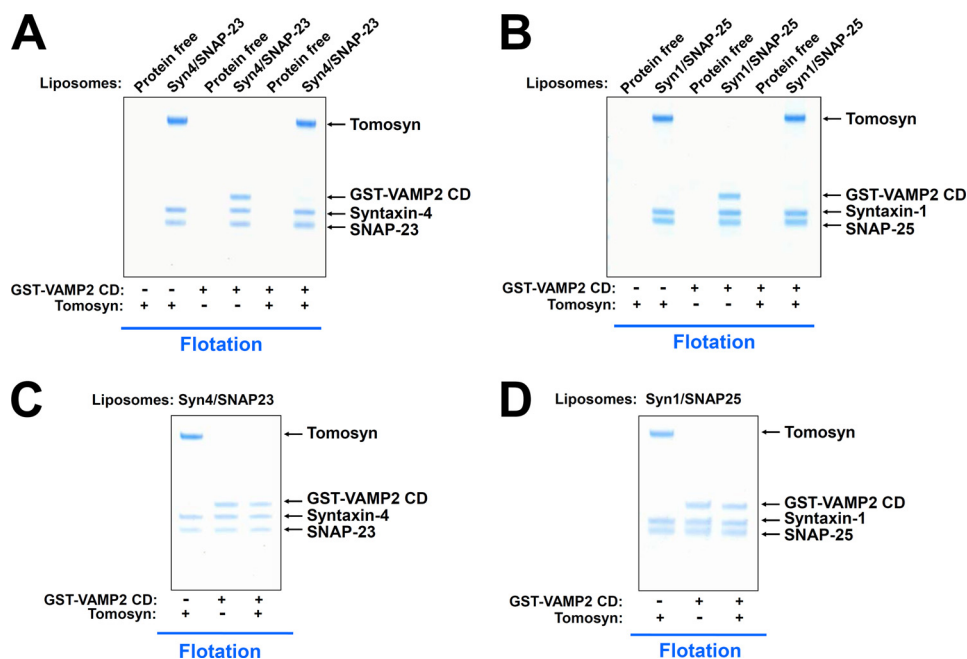 A
Liposomes: Protein free Syn4/SNAP-23 Protein free Syn4/SNAP-23 Protein free Syn4/SNAP-23
Tomosyn
GST-VAMP2 CD
Syntaxin-4
SNAP-23
GST-VAMP2 CD: - - + + + +
Tomosyn: + + - - + +
Flotation
B
Liposomes: Protein free Syn1/SNAP-25 Protein free Syn1/SNAP-25 Protein free Syn1/SNAP-25
Tomosyn
GST-VAMP2 CD
Syntaxin-1
SNAP-25
GST-VAMP2 CD: - - + + + +
Tomosyn: + + - - + +
Flotation
C
Liposomes: Syn4/SNAP23
Tomosyn
GST-VAMP2 CD
Syntaxin-4
SNAP-23
GST-VAMP2 CD: - + +
Tomosyn: + - +
Flotation
D
Liposomes: Syn1/SNAP25
Tomosyn
GST-VAMP2 CD
Syntaxin-1
SNAP-25
GST-VAMP2 CD: - + +
Tomosyn: + - +
Flotation